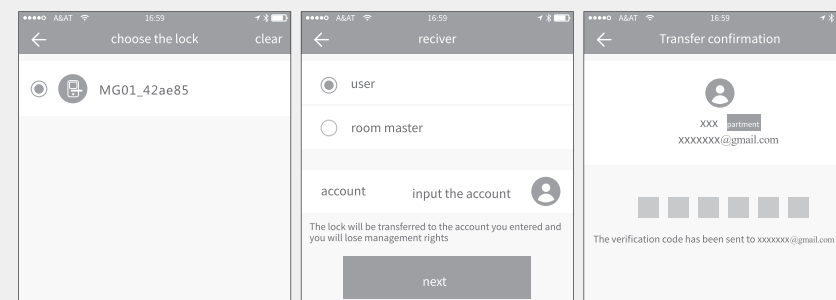 A&AT 16:59
choose the lock clear
MG01_42ae85
A&AT 16:59
reciver
user
room master
account input the account
The lock will be transferred to the account you entered and
you will lose management rights
next
A&AT 16:59
Transfer confirmation
xxx partment
xxxxxxx@gmail.com
The verification code has been sent to xxxxxxx@gmail.com